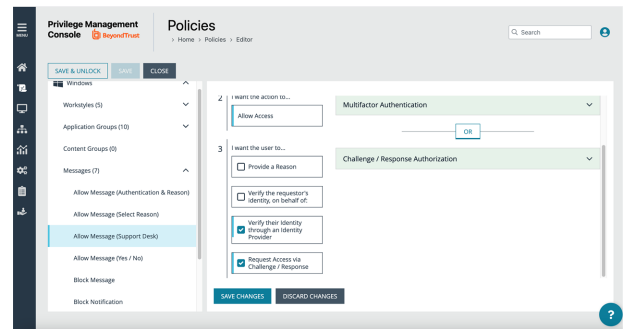 MENU
Privilege Management
Console BeyondTrust
Policies
> Home > Policies > Editor
Search
SAVE & UNLOCK
SAVE
CLOSE
Windows
Workstyles (5)
Application Groups (10)
Content Groups (0)
Messages (7)
Allow Message (Authentication & Reason)
Allow Message (Select Reason)
Allow Message (Support Desk)
Allow Message (Yes / No)
Block Message
Block Notification
2
I want the action to...
Allow Access
3
I want the user to...
Provide a Reason
Verify the requestor's
identity, on behalf of:
Verify their Identity
through an Identity
Provider
Request Access via
Challenge / Response
Multifactor Authentication
OR
Challenge / Response Authorization
SAVE CHANGES
DISCARD CHANGES
?